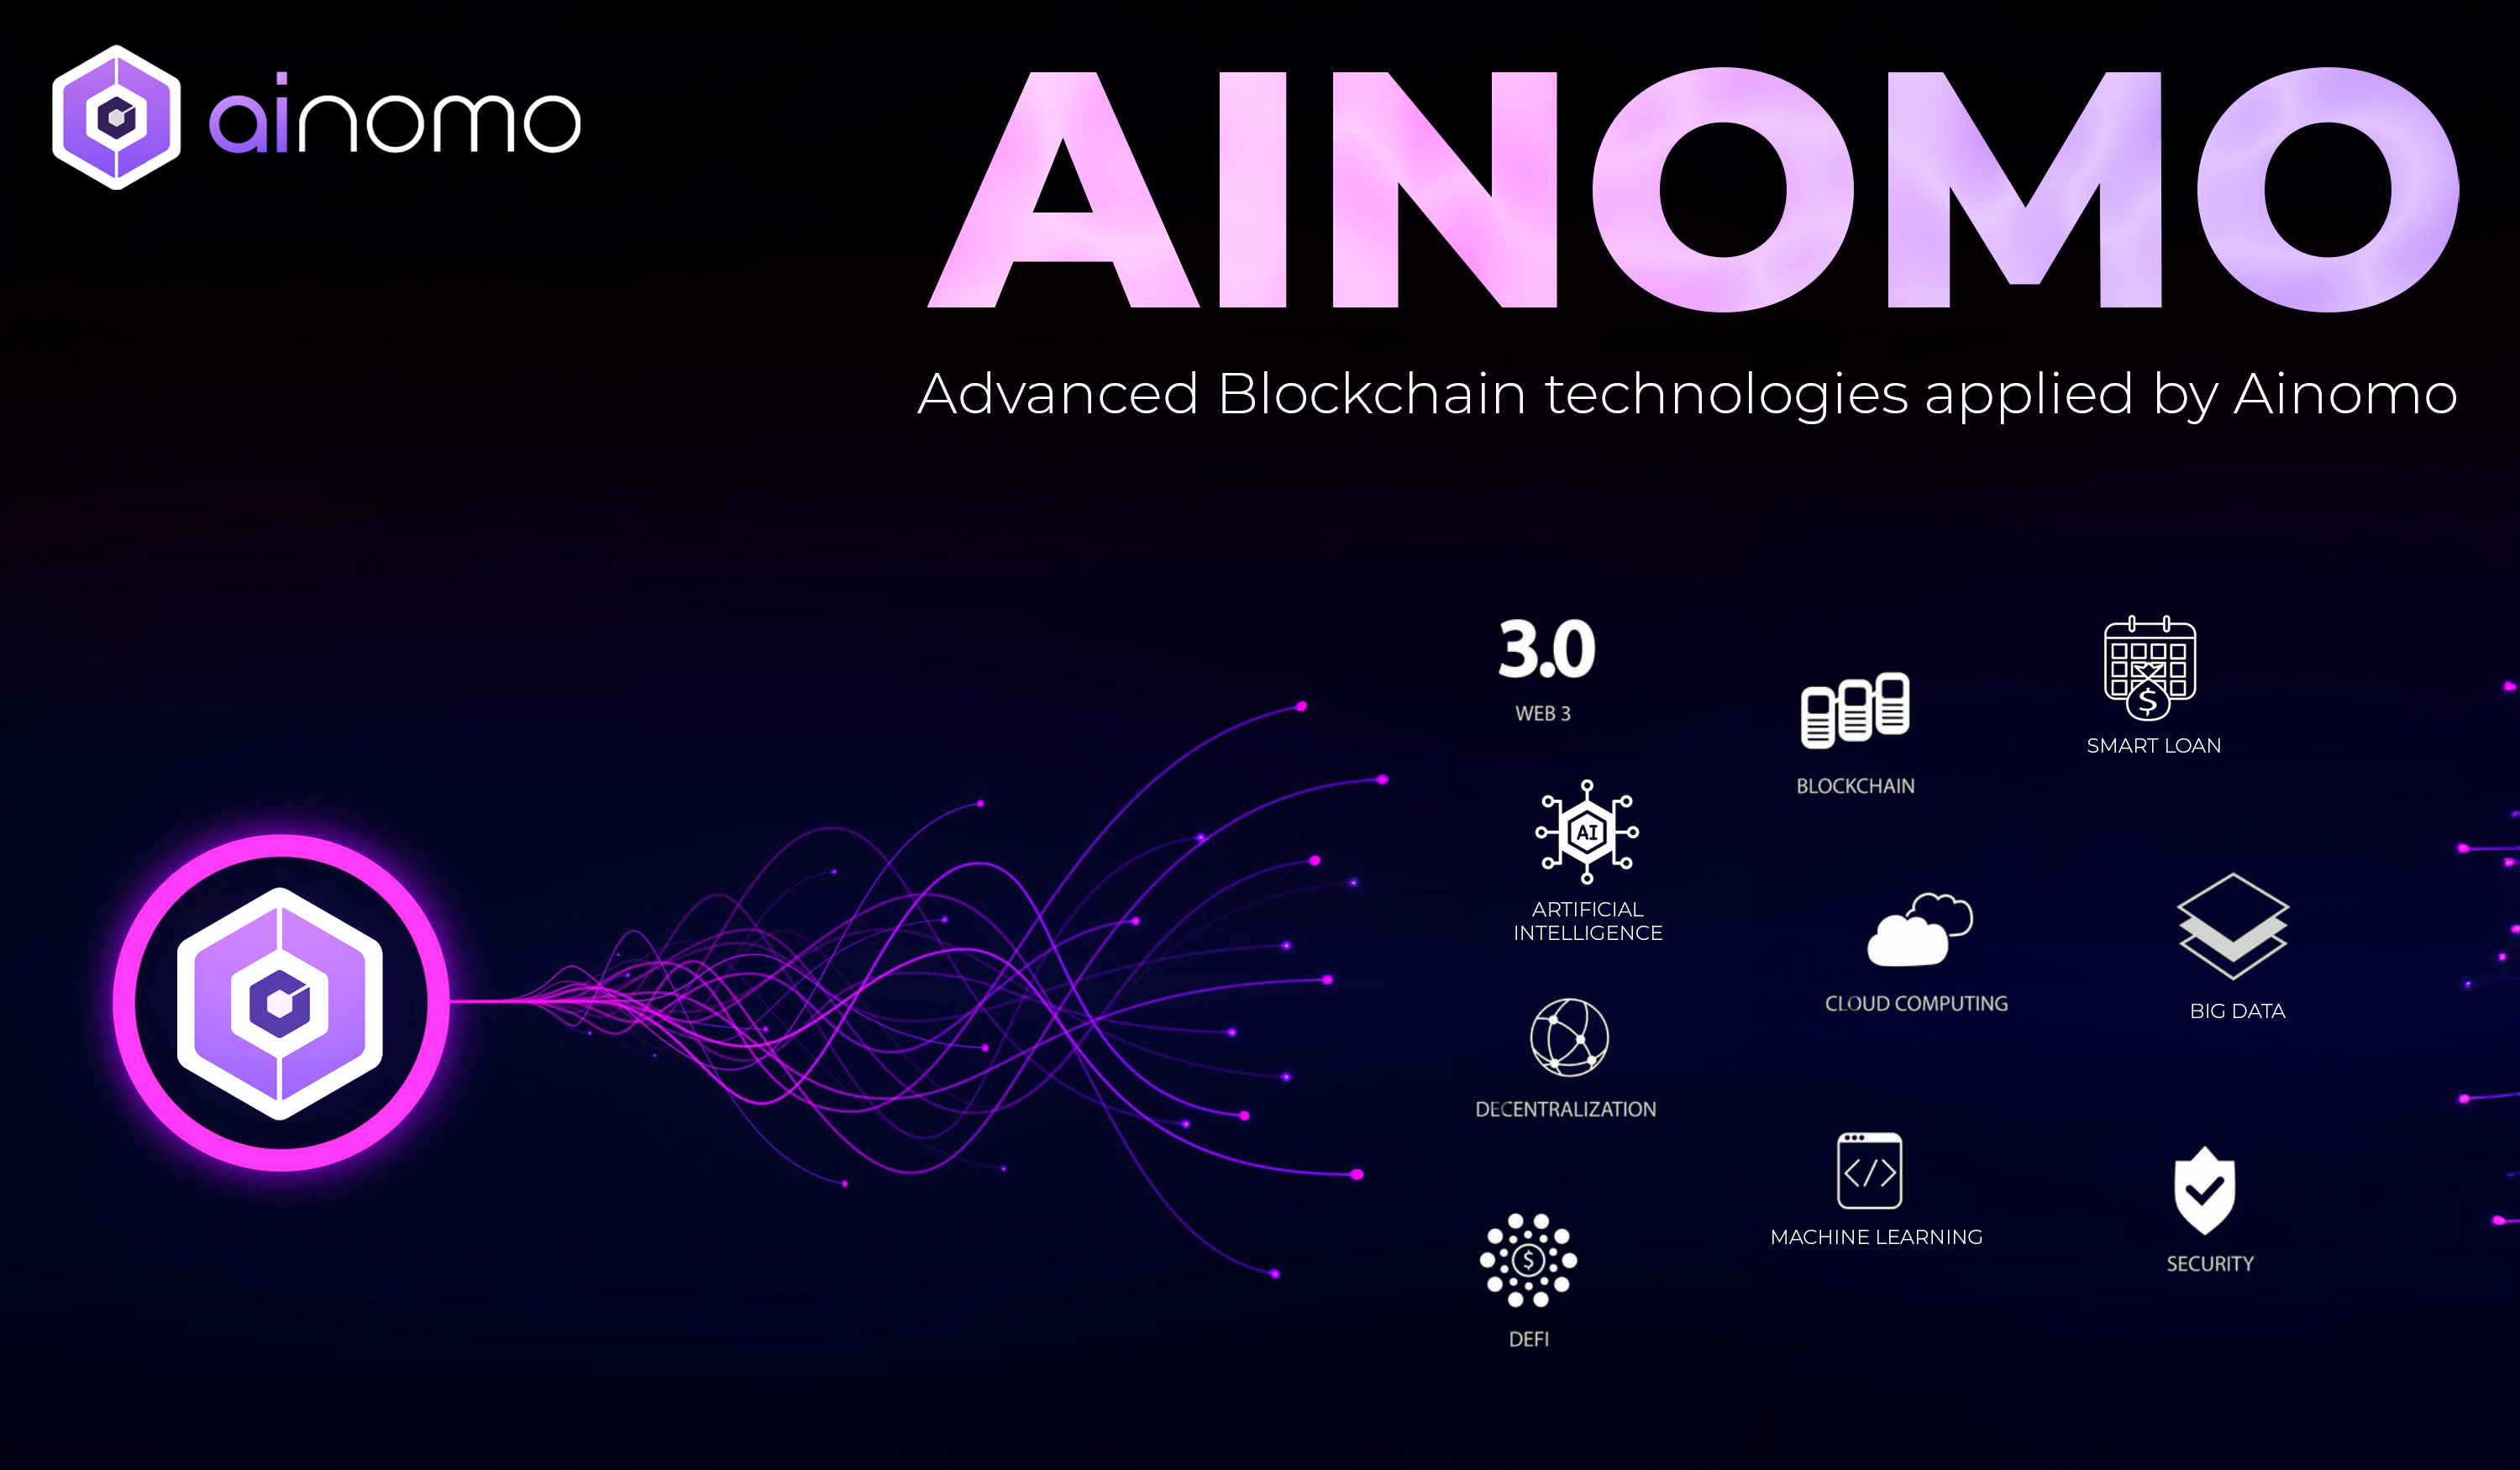 ainomo
AINOMO
Advanced Blockchain technologies applied by Ainomo
3.0
WEB 3
BLOCKCHAIN
$
SMART LOAN
AI
ARTIFICIAL
INTELLIGENCE
CLOUD COMPUTING
BIG DATA
DECENTRALIZATION
</>
MACHINE LEARNING
SECURITY
$
DEFI